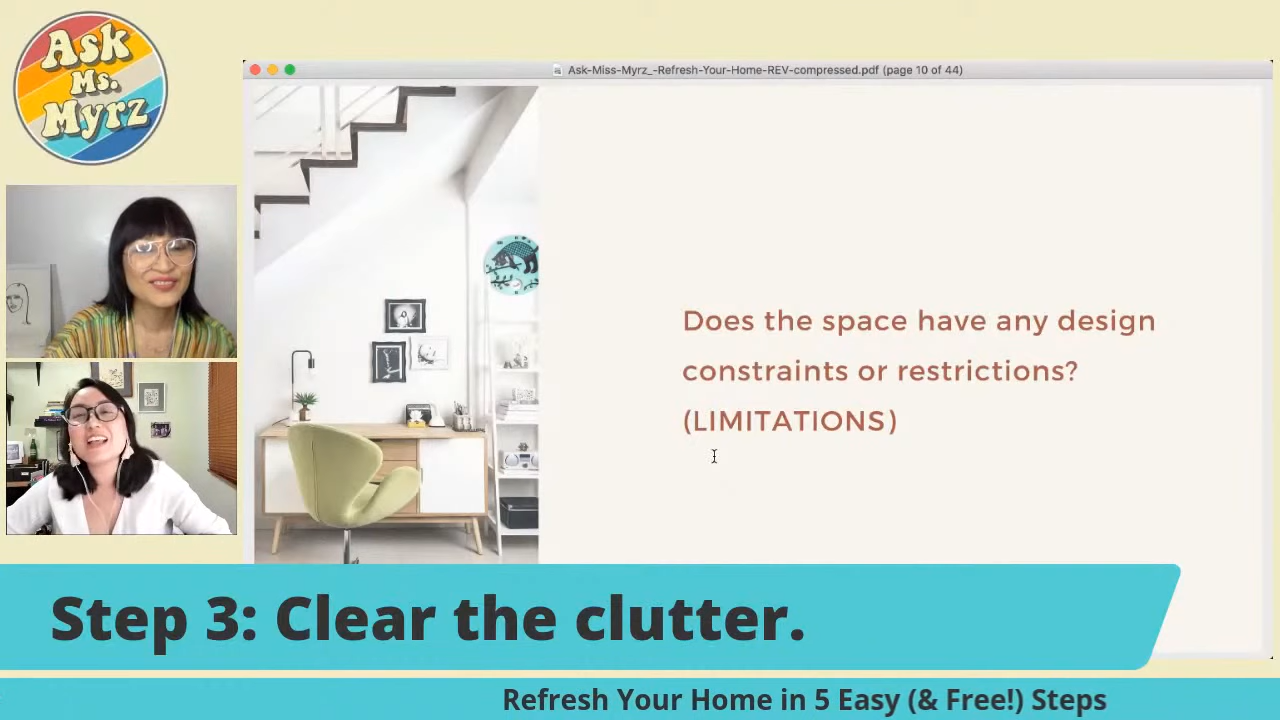 Ask
Ms.
Myrz
Ask-Miss-Myrz_-Refresh-Your-Home-REV-compressed.pdf (page 10 of 44)
Does the space have any design
constraints or restrictions?
(LIMITATIONS)
Step 3: Clear the clutter.
Refresh Your Home in 5 Easy (& Free!) Steps